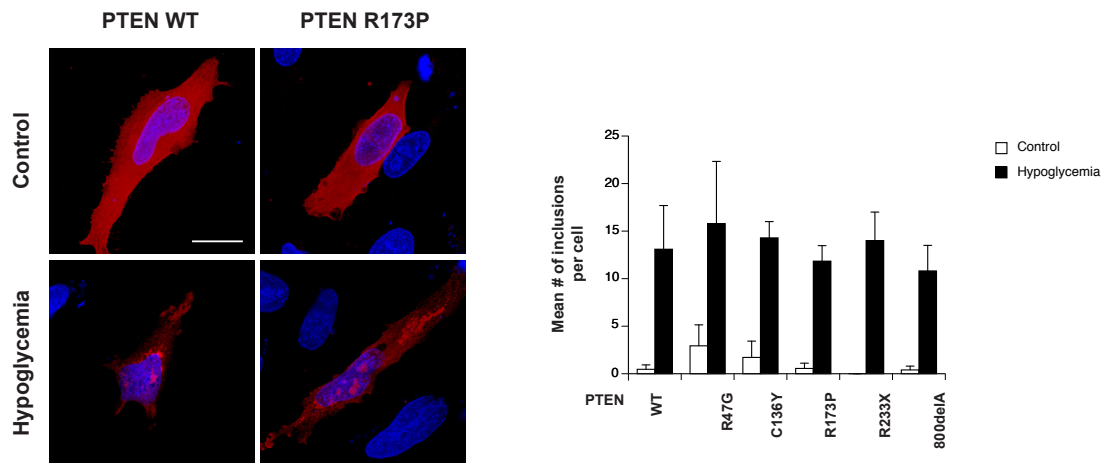 PTEN WT
PTEN R173P
Control
Hypoglycemia
Mean # of inclusions
per cell
25
20
15
10
5
0
Control
Hypoglycemia
PTEN
WT
R47G
C136Y
R173P
R233X
800delA